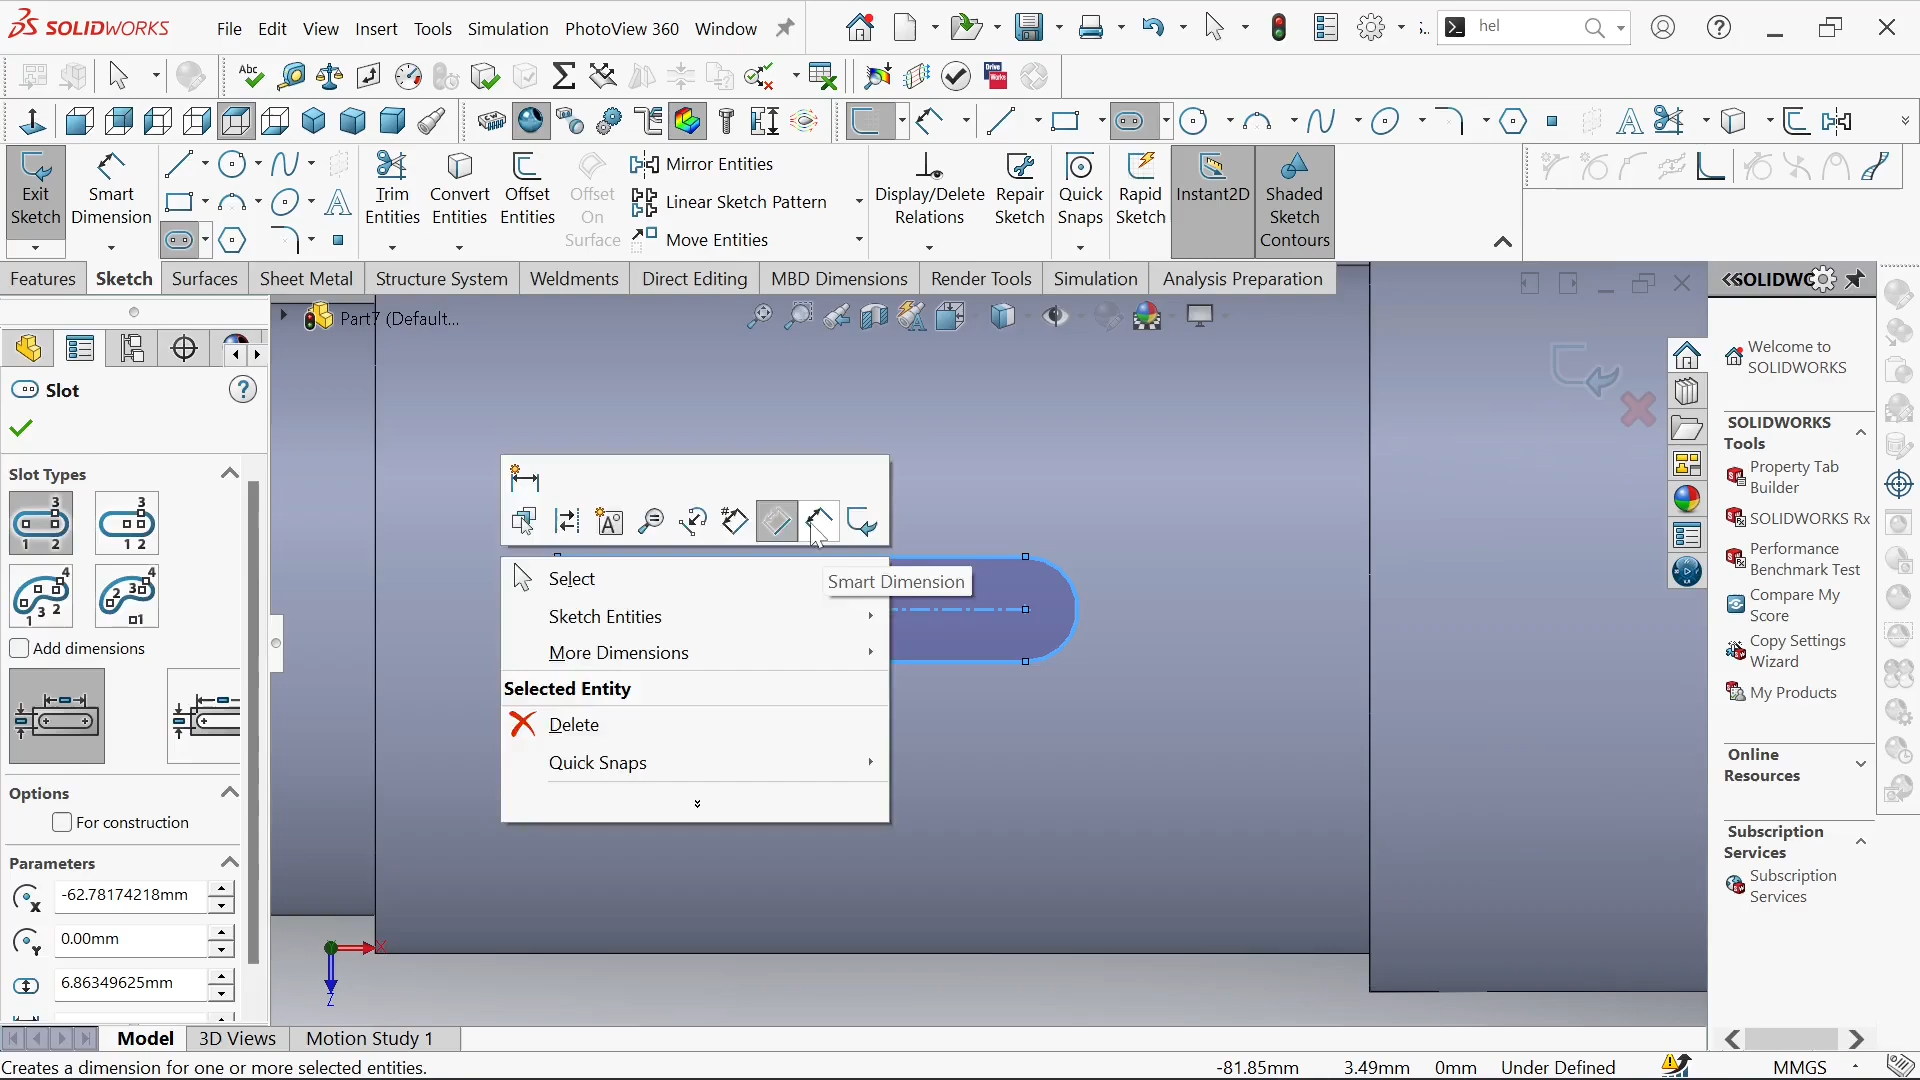 SOLIDWORKS File Edit View Insert Tools Simulation PhotoView 360 Window hel
Abc
Drive Works
Exit Sketch
Smart Dimension
Trim Entities
Convert Entities
Offset Entities
Offset On Surface
Mirror Entities
Linear Sketch Pattern
Move Entities
Display/Delete Relations
Repair Sketch
Quick Snaps
Rapid Sketch
Instant2D
Shaded Sketch Contours
Features Sketch Surfaces Sheet Metal Structure System Weldments Direct Editing MBD Dimensions Render Tools Simulation Analysis Preparation
Part7 (Default...
Slot
Slot Types
Add dimensions
Options
For construction
Parameters
-62.78174218mm
0.00mm
6.86349625mm
Smart Dimension
Select
Sketch Entities
More Dimensions
Selected Entity
Delete
Quick Snaps
X
Z
SOLIDWO
Welcome to
SOLIDWORKS
SOLIDWORKS
Tools
Property Tab
Builder
SOLIDWORKS Rx
Performance
Benchmark Test
Compare My
Score
Copy Settings
Wizard
My Products
Online
Resources
Subscription
Services
Subscription
Services
Model 3D Views Motion Study 1
Creates a dimension for one or more selected entities. -81.85mm 3.49mm 0mm Under Defined MMGS